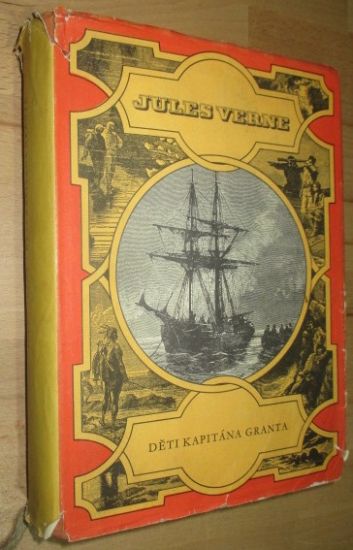 JULES VERNE
DĚTI KAPITÁNA GRANTA